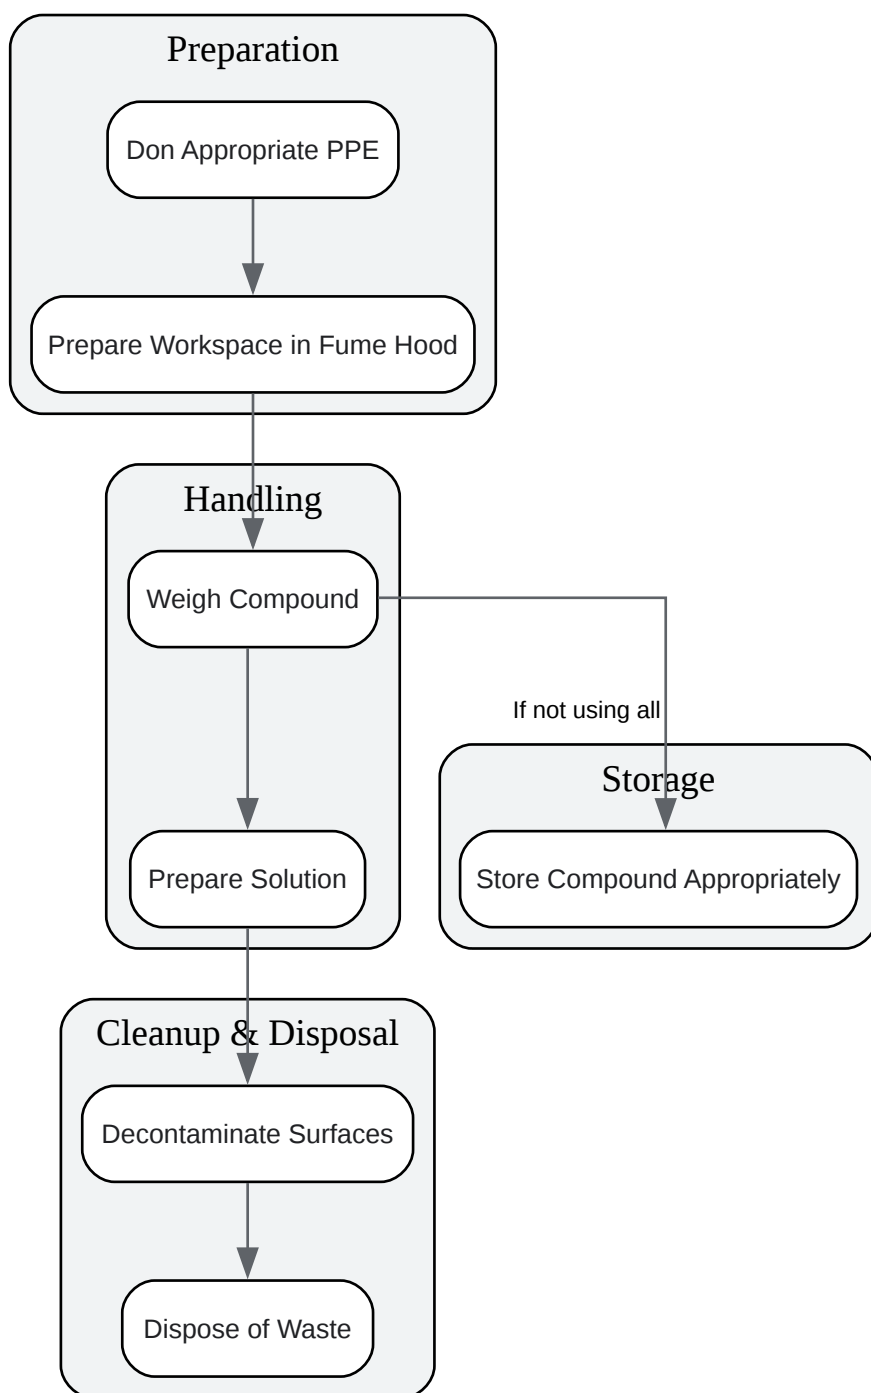 Preparation
Don Appropriate PPE
Prepare Workspace in Fume Hood
Handling
Weigh Compound
If not using all
Storage
Prepare Solution
Store Compound Appropriately
Cleanup & Disposal
Decontaminate Surfaces
Dispose of Waste